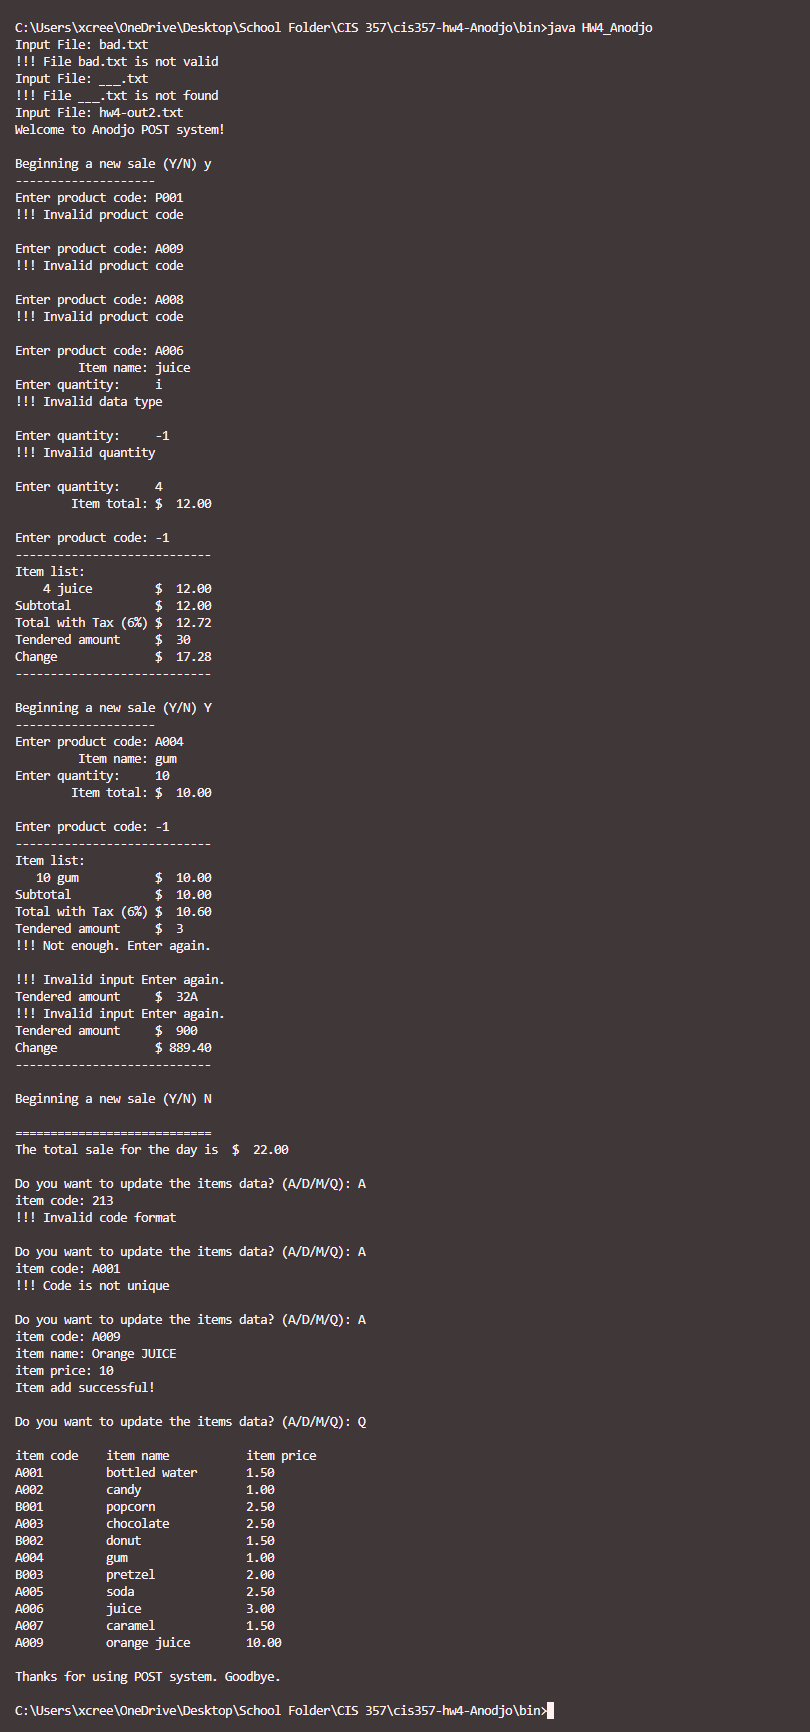 C:\Users\xcree\OneDrive\Desktop\School Folder\CIS 357\cis357-hw4-Anodjo\bin>java HW4_Anodjo
Input File: bad.txt
!!! File bad.txt is not valid
Input File: ___.txt
!!! File ___.txt is not found
Input File: hw4-out2.txt
Welcome to Anodjo POST system!

Beginning a new sale (Y/N) y
--------------------
Enter product code: P001
!!! Invalid product code

Enter product code: A009
!!! Invalid product code

Enter product code: A008
!!! Invalid product code

Enter product code: A006
         Item name: juice
Enter quantity:     i
!!! Invalid data type

Enter quantity:     -1
!!! Invalid quantity

Enter quantity:     4
        Item total: $  12.00

Enter product code: -1
----------------------------
Item list:
    4 juice         $  12.00
Subtotal            $  12.00
Total with Tax (6%) $  12.72
Tendered amount     $  30
Change              $  17.28
----------------------------

Beginning a new sale (Y/N) Y
--------------------
Enter product code: A004
         Item name: gum
Enter quantity:     10
        Item total: $  10.00

Enter product code: -1
----------------------------
Item list:
   10 gum           $  10.00
Subtotal            $  10.00
Total with Tax (6%) $  10.60
Tendered amount     $  3
!!! Not enough. Enter again.

!!! Invalid input Enter again.
Tendered amount     $  32A
!!! Invalid input Enter again.
Tendered amount     $  900
Change              $ 889.40
----------------------------

Beginning a new sale (Y/N) N

============================
The total sale for the day is  $  22.00

Do you want to update the items data? (A/D/M/Q): A
item code: 213
!!! Invalid code format

Do you want to update the items data? (A/D/M/Q): A
item code: A001
!!! Code is not unique

Do you want to update the items data? (A/D/M/Q): A
item code: A009
item name: Orange JUICE
item price: 10
Item add successful!

Do you want to update the items data? (A/D/M/Q): Q

item code    item name           item price
A001         bottled water       1.50
A002         candy               1.00
B001         popcorn             2.50
A003         chocolate           2.50
B002         donut               1.50
A004         gum                 1.00
B003         pretzel             2.00
A005         soda                2.50
A006         juice               3.00
A007         caramel             1.50
A009         orange juice        10.00

Thanks for using POST system. Goodbye.

C:\Users\xcree\OneDrive\Desktop\School Folder\CIS 357\cis357-hw4-Anodjo\bin>